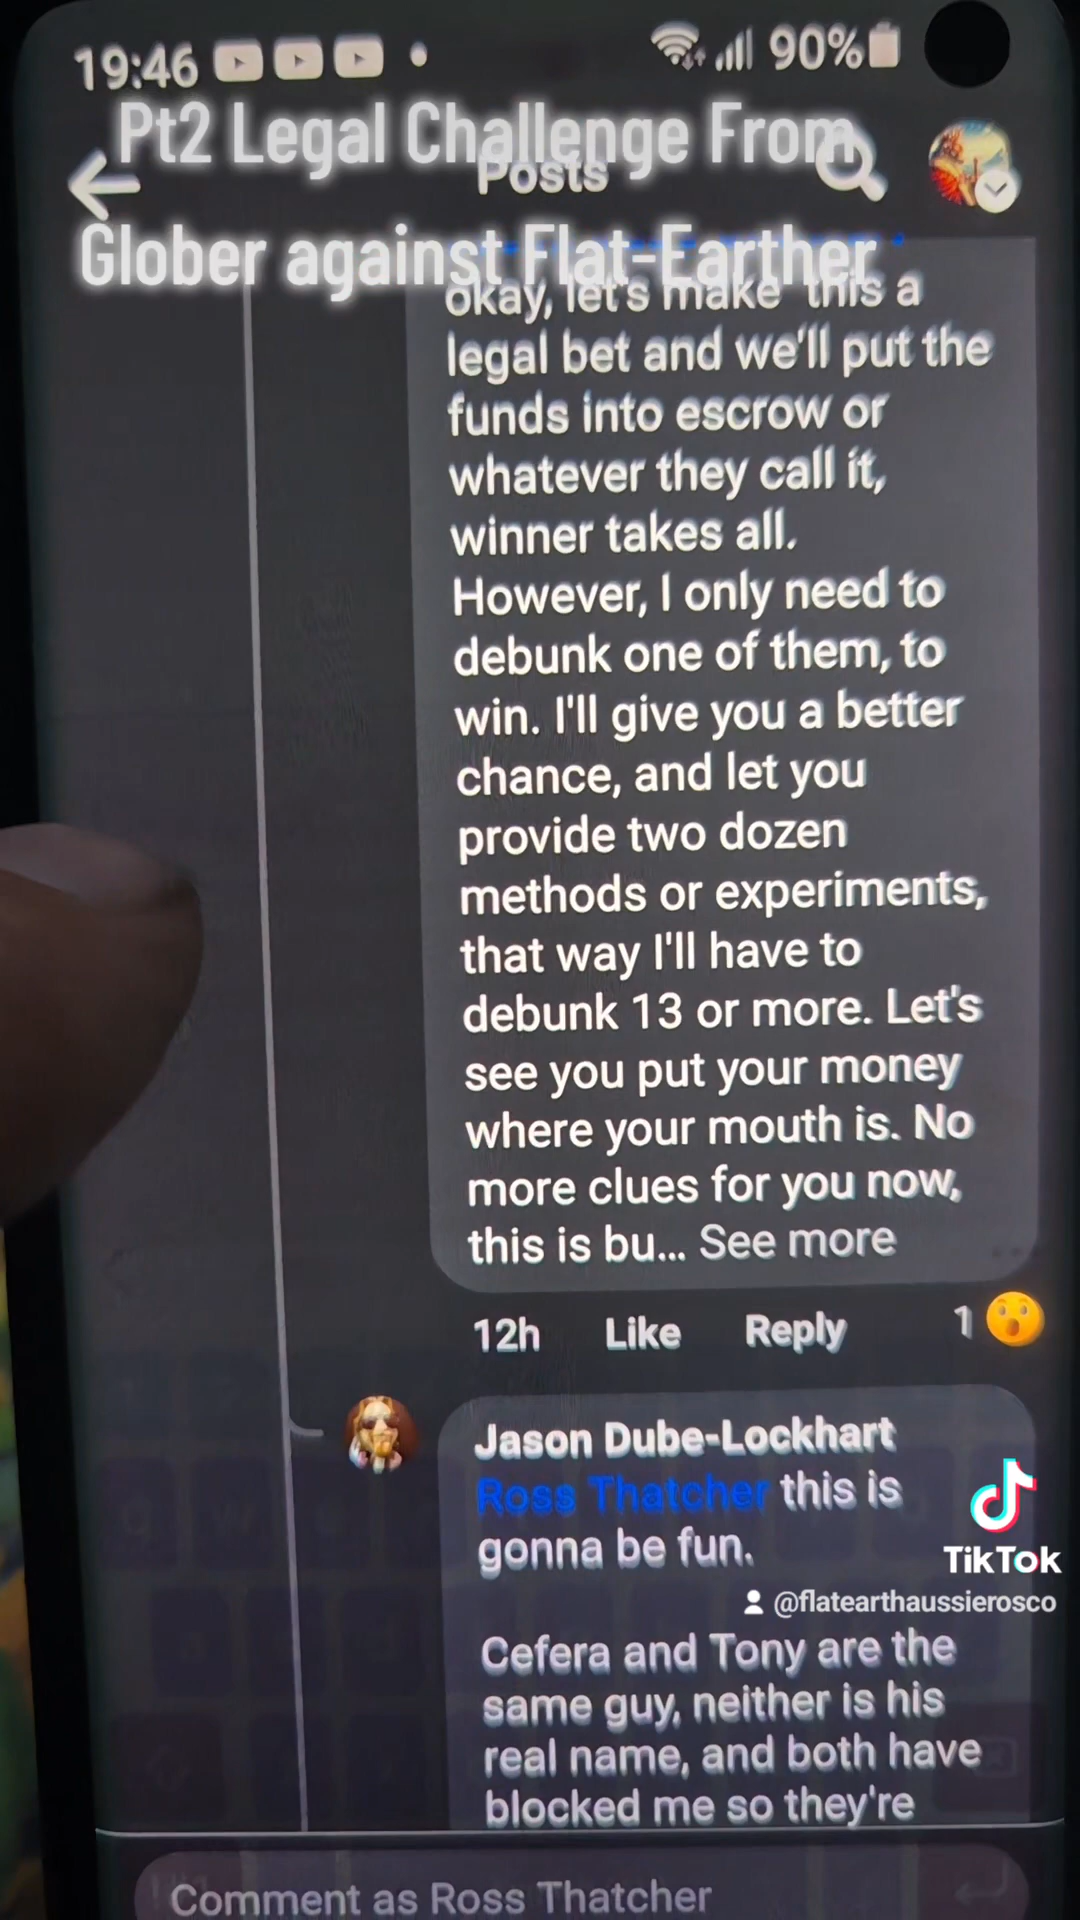 19:46
90%
Pt2 Legal Challenge From
Posts
Glober against Flat-Earther
okay, let's make this a
legal bet and we'll put the
funds into escrow or
whatever they call it,
winner takes all.
However, I only need to
debunk one of them, to
win. I'll give you a better
chance, and let you
provide two dozen
methods or experiments,
that way I'll have to
debunk 13 or more. Let's
see you put your money
where your mouth is. No
more clues for you now,
this is bu... See more
12h Like Reply 1
Jason Dube-Lockhart
Ross Thatcher this is
gonna be fun.
TikTok
@flatearthaussierosco
Cefera and Tony are the
same guy, neither is his
real name, and both have
blocked me so they're
Comment as Ross Thatcher